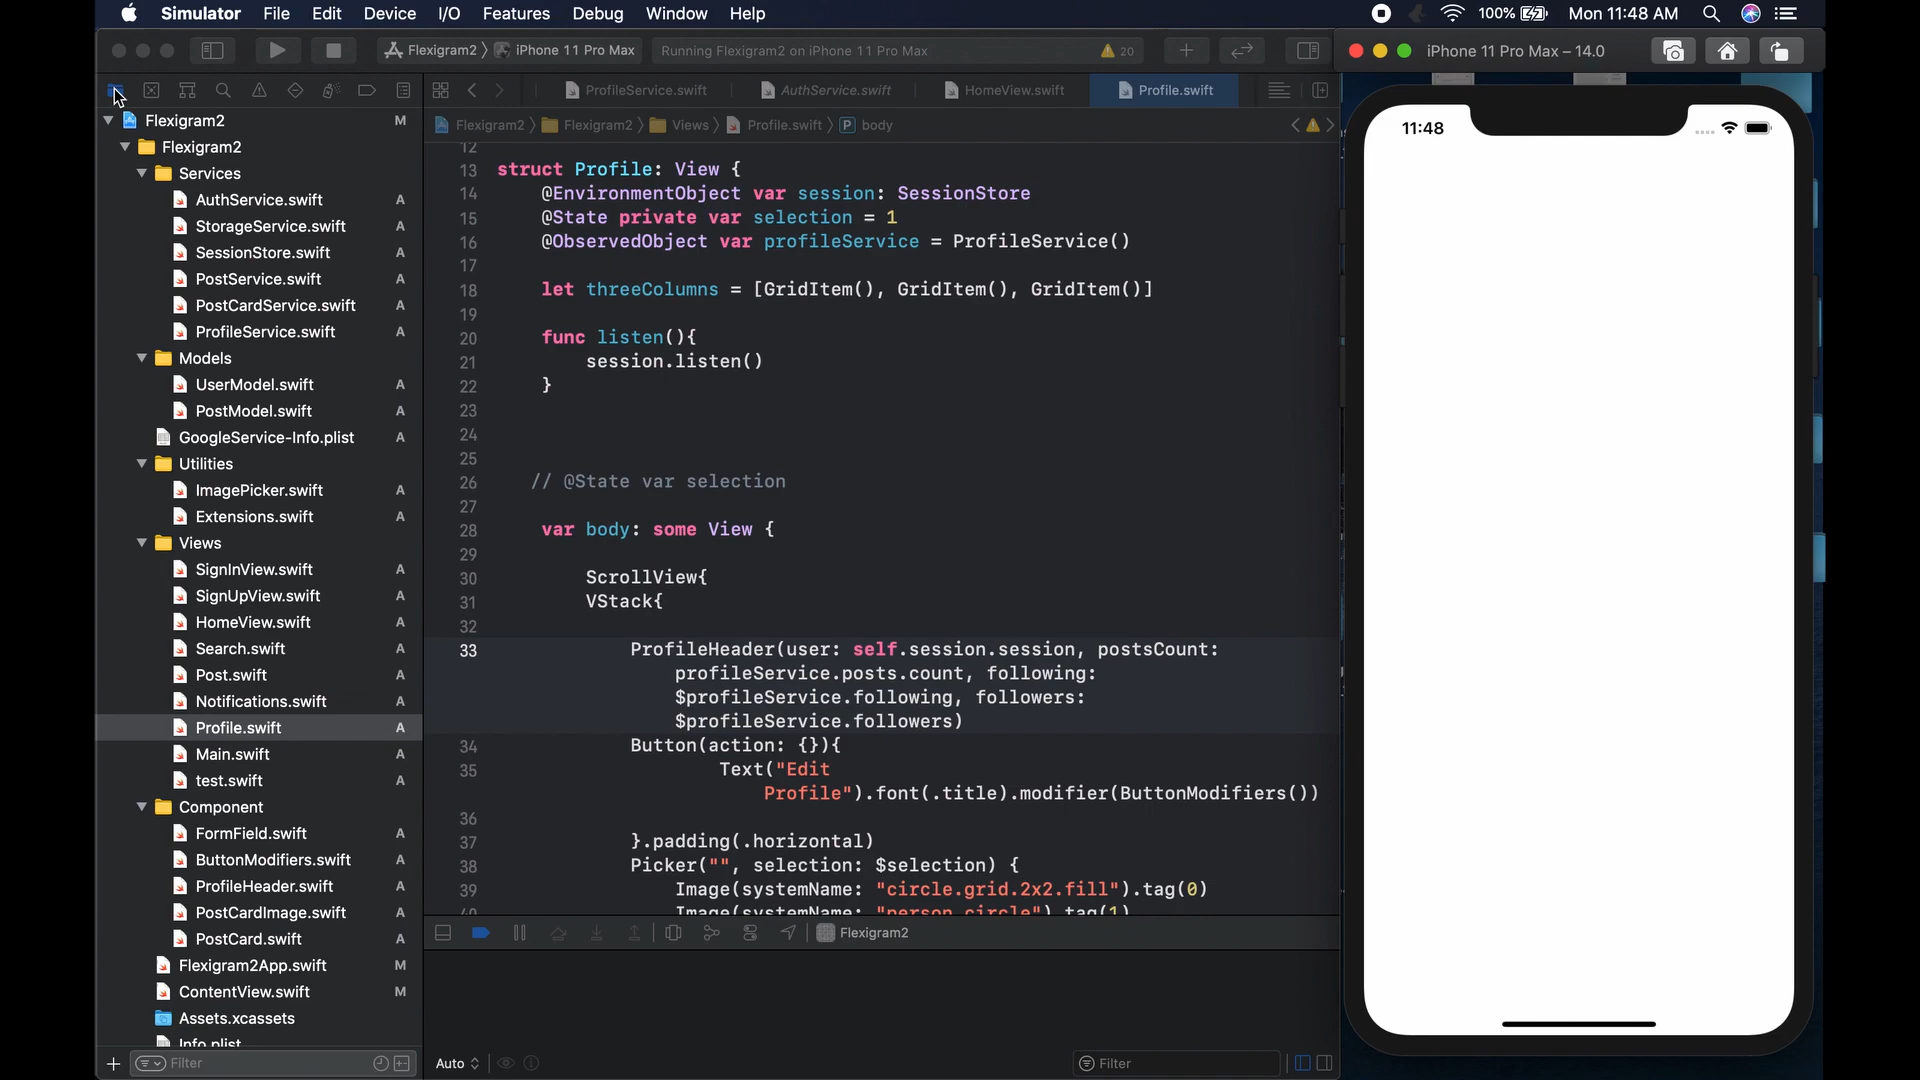 Simulator File Edit Device I/O Features Debug Window Help 100% Mon 11:48 AM
Flexigram2 iPhone 11 Pro Max Running Flexigram2 on iPhone 11 Pro Max 20 iPhone 11 Pro Max – 14.0
ProfileService.swift AuthService.swift HomeView.swift Profile.swift
Flexigram2 Flexigram2 Views Profile.swift P body
Flexigram2 M
Flexigram2
Services
AuthService.swift A
StorageService.swift A
SessionStore.swift A
PostService.swift A
PostCardService.swift A
ProfileService.swift A
Models
UserModel.swift A
PostModel.swift A
GoogleService-Info.plist A
Utilities
ImagePicker.swift A
Extensions.swift A
Views
SignInView.swift A
SignUpView.swift A
HomeView.swift A
Search.swift A
Post.swift A
Notifications.swift A
Profile.swift A
Main.swift A
test.swift A
Component
FormField.swift A
ButtonModifiers.swift A
ProfileHeader.swift A
PostCardImage.swift A
PostCard.swift A
Flexigram2App.swift M
ContentView.swift M
Assets.xcassets
Info.plist
Filter
12
13 struct Profile: View {
14 @EnvironmentObject var session: SessionStore
15 @State private var selection = 1
16 @ObservedObject var profileService = ProfileService()
17
18 let threeColumns = [GridItem(), GridItem(), GridItem()]
19
20 func listen(){
21 session.listen()
22 }
23
24
25
26 // @State var selection
27
28 var body: some View {
29
30 ScrollView{
31 VStack{
32
33 ProfileHeader(user: self.session.session, postsCount:
profileService.posts.count, following:
$profileService.following, followers:
$profileService.followers)
34 Button(action: {}){
35 Text("Edit
Profile").font(.title).modifier(ButtonModifiers())
36
37 }.padding(.horizontal)
38 Picker("", selection: $selection) {
39 Image(systemName: "circle.grid.2x2.fill").tag(0)
40 Image(systemName: "person.circle").tag(1)
Flexigram2
Auto
Filter
11:48